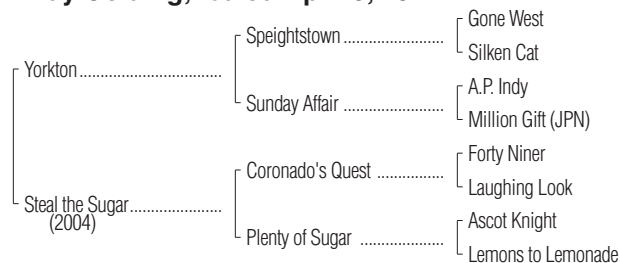 Gone West
Speightstown
Silken Cat
Yorkton
A.P. Indy
Sunday Affair
Million Gift (JPN)
Forty Niner
Coronado's Quest
Laughing Look
Steal the Sugar
(2004)
Ascot Knight
Plenty of Sugar
Lemons to Lemonade